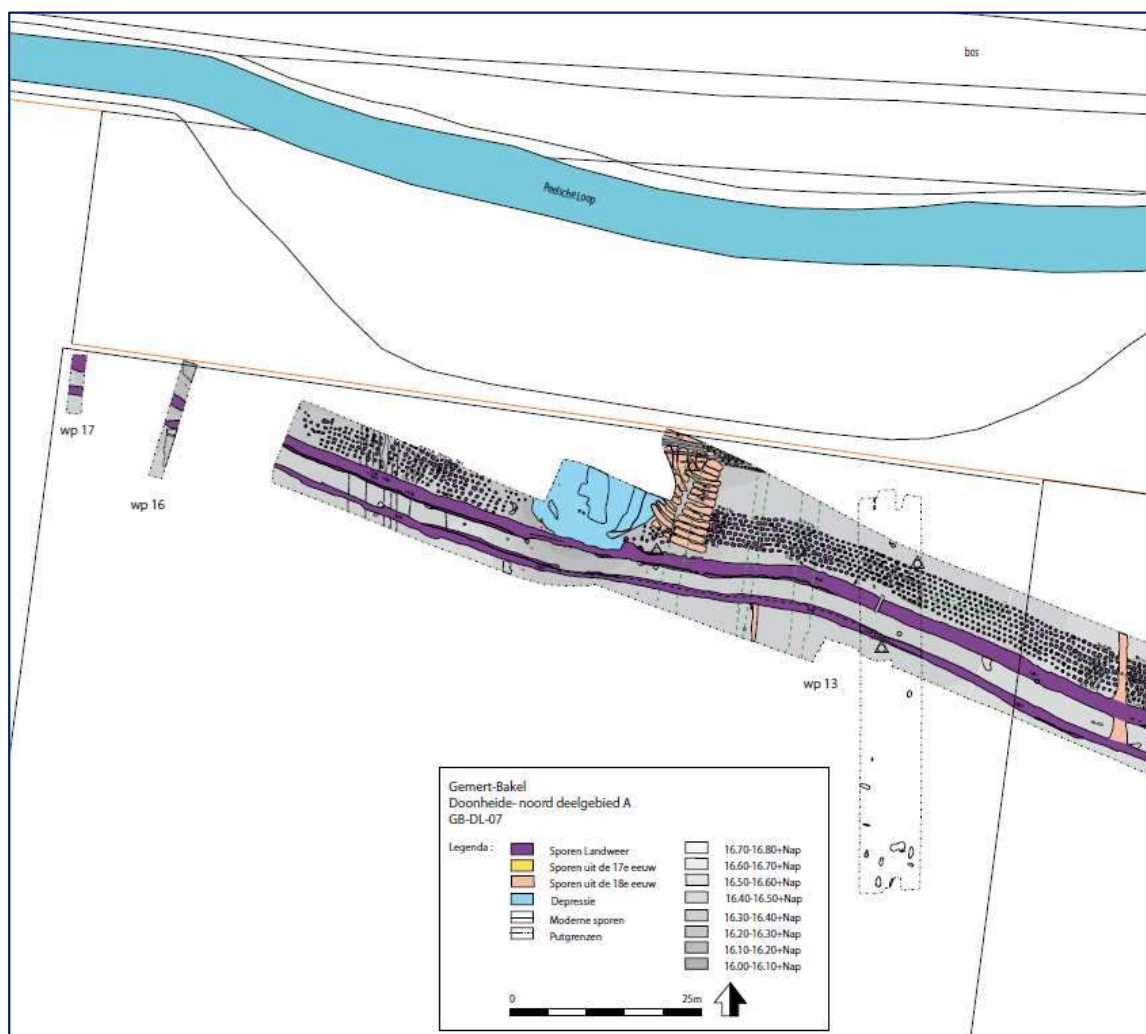 bos
Peelsche Loop
wp 17
wp 16
wp 13
Gemert-Bakel
Doonheide- noord deelgebied A
GB-DL-07
Legenda :
Sporen Landweer
Sporen uit de 17e eeuw
Sporen uit de 18e eeuw
Depressie
Moderne sporen
Putgrenzen
16.70-16.80+Nap
16.60-16.70+Nap
16.50-16.60+Nap
16.40-16.50+Nap
16.30-16.40+Nap
16.20-16.30+Nap
16.10-16.20+Nap
16.00-16.10+Nap
0 25m